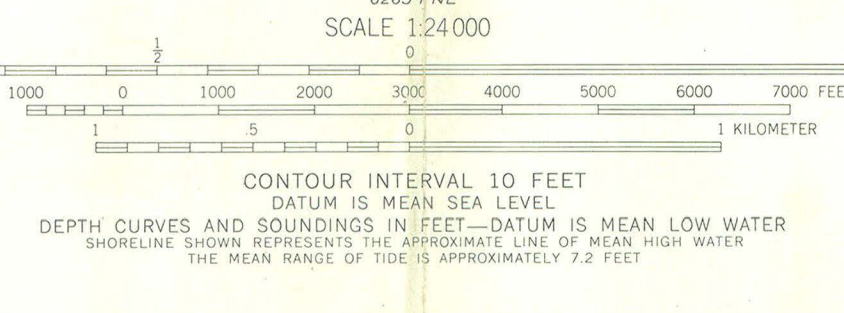 SCALE 1:24 000
1/2 0
1000 0 1000 2000 3000 4000 5000 6000 7000 FEE
1 .5 0 1 KILOMETER
CONTOUR INTERVAL 10 FEET
DATUM IS MEAN SEA LEVEL
DEPTH CURVES AND SOUNDINGS IN FEET—DATUM IS MEAN LOW WATER
SHORELINE SHOWN REPRESENTS THE APPROXIMATE LINE OF MEAN HIGH WATER
THE MEAN RANGE OF TIDE IS APPROXIMATELY 7.2 FEET